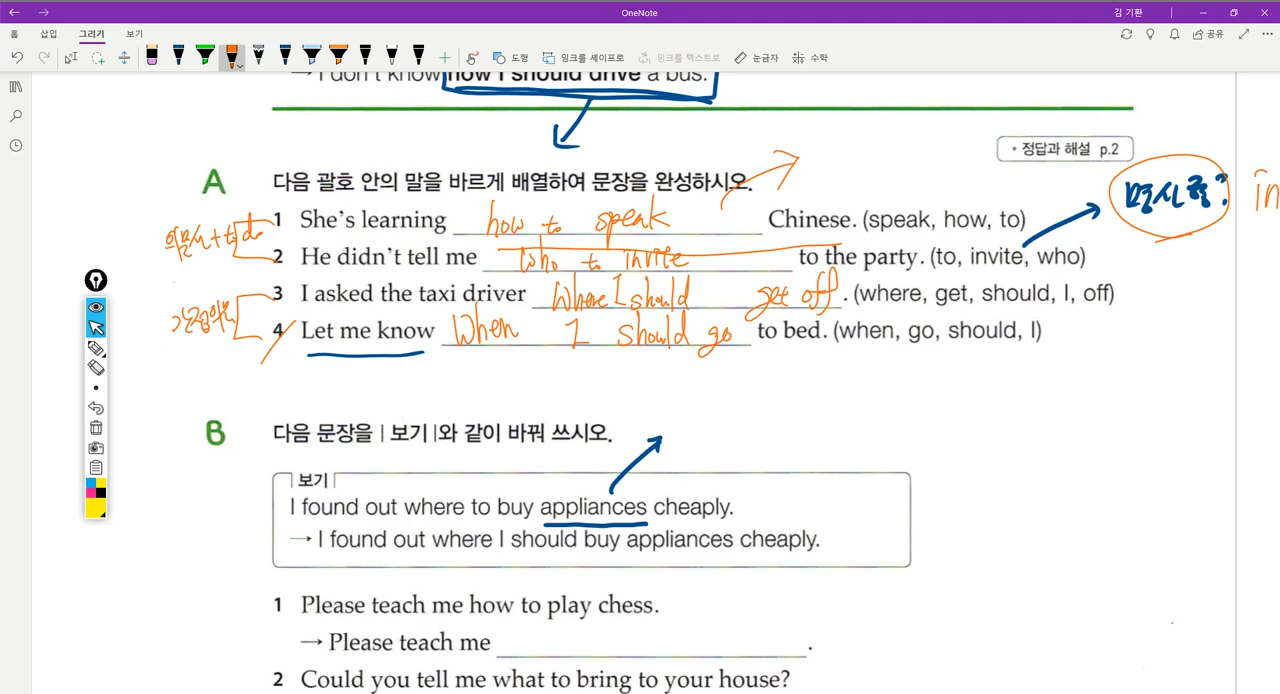 OneNote
김 기환
홈 삽입 그리기 보기
공유
도형 잉크를 셰이프로 잉크를 텍스트로 눈금자 수학
→ I don't know how I should drive a bus.
• 정답과 해설 p.2
A 다음 괄호 안의 말을 바르게 배열하여 문장을 완성하시오.
명사절?
in
1 She's learning how to speak Chinese. (speak, how, to)
의문사 + to do
2 He didn't tell me who to invite to the party. (to, invite, who)
3 I asked the taxi driver where I should get off. (where, get, should, I, off)
4 Let me know when I should go to bed. (when, go, should, I)
B 다음 문장을 | 보기 |와 같이 바꿔 쓰시오.
보기
I found out where to buy appliances cheaply.
→ I found out where I should buy appliances cheaply.
1 Please teach me how to play chess.
→ Please teach me .
2 Could you tell me what to bring to your house?